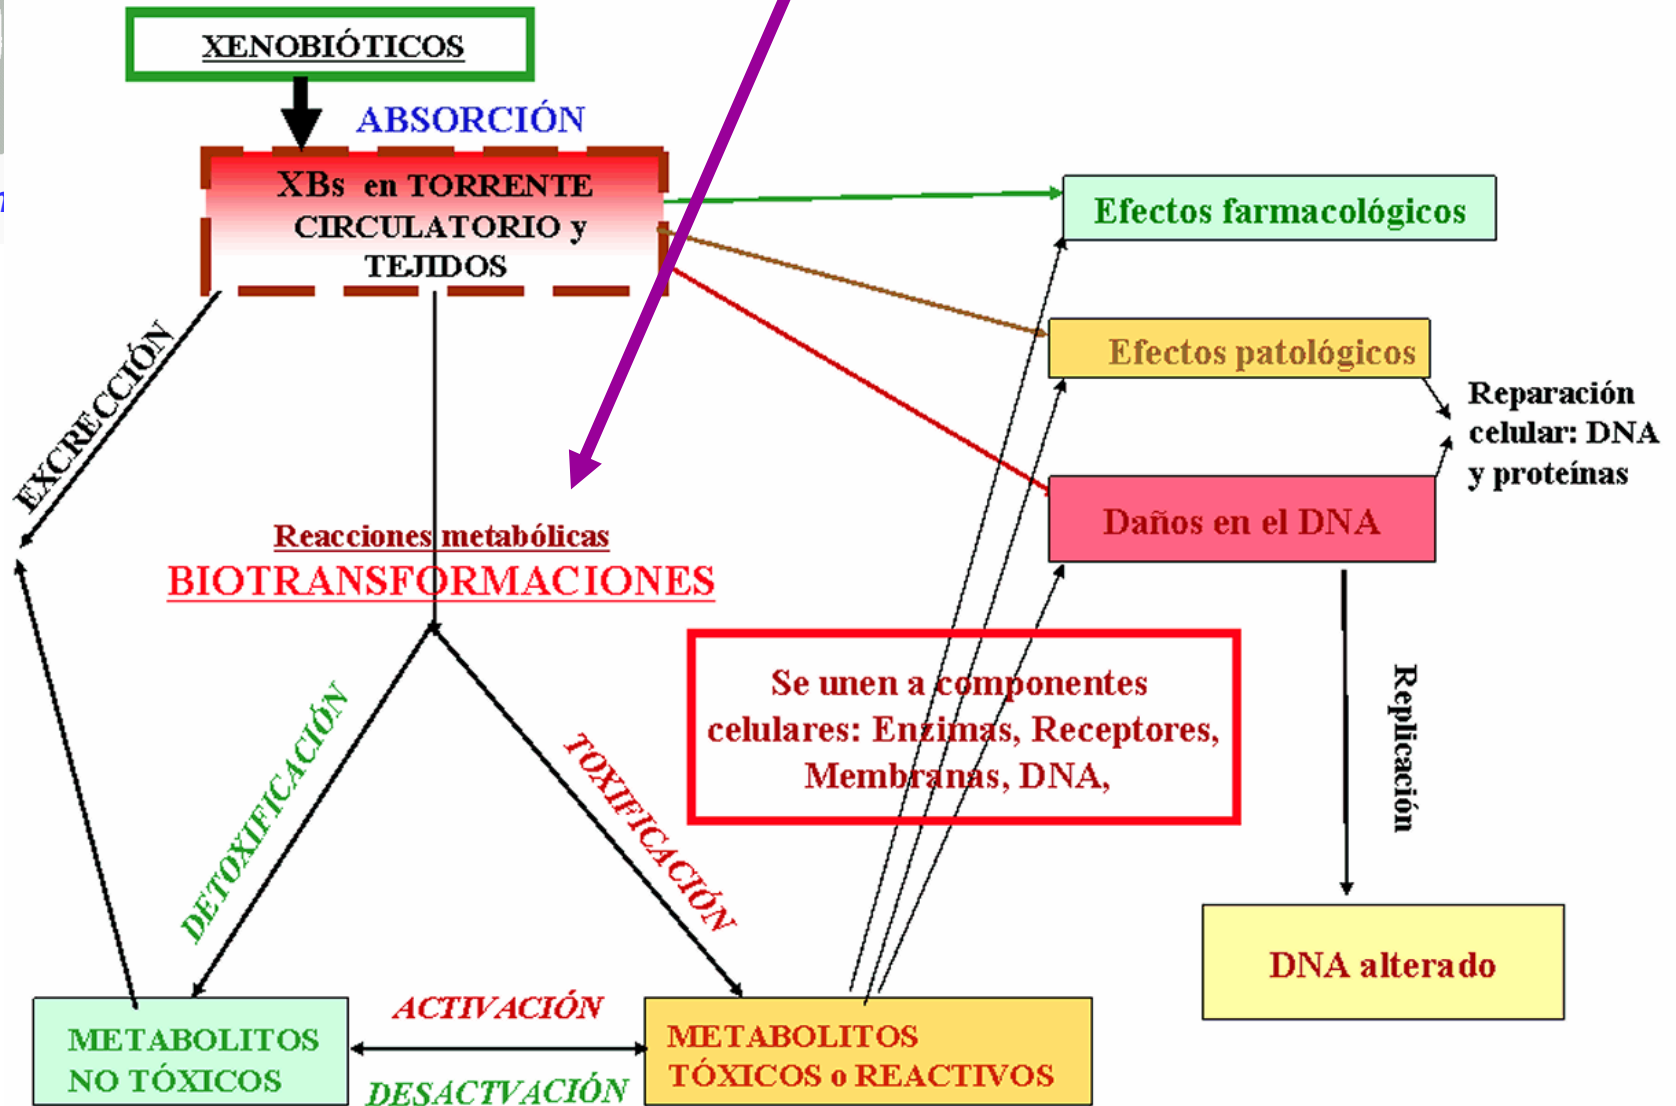 XENOBIÓTICOS
ABSORCIÓN
XBs en TORRENTE
CIRCULATORIO y
TEJIDOS
Efectos farmacológicos
Efectos patológicos
Reparación
celular: DNA
y proteínas
EXCRECCIÓN
Daños en el DNA
Reacciones metabólicas
BIOTRANSFORMACIONES
Se unen a componentes
celulares: Enzimas, Receptores,
Membranas, DNA,
Replicación
DETOXIFICACIÓN
TOXIFICACIÓN
DNA alterado
METABOLITOS
NO TÓXICOS
ACTIVACIÓN
DESACTVACIÓN
METABOLITOS
TÓXICOS o REACTIVOS